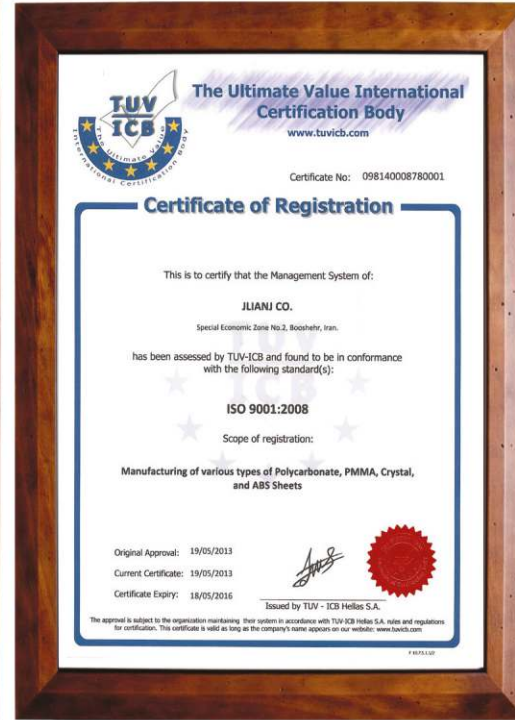 TUV
ICB
The Ultimate Value
International Certification Body
The Ultimate Value International
Certification Body
www.tuvicb.com
Certificate No: 098140008780001
Certificate of Registration
This is to certify that the Management System of:
JLIANJ CO.
Special Economic Zone No.2, Booshehr, Iran.
has been assessed by TUV-ICB and found to be in conformance
with the following standard(s):
TUV
ICB
ISO 9001:2008
Scope of registration:
Manufacturing of various types of Polycarbonate, PMMA, Crystal,
and ABS Sheets
Original Approval: 19/05/2013
Current Certificate: 19/05/2013
Certificate Expiry: 18/05/2016
Issued by TUV - ICB Hellas S.A.
The approval is subject to the organization maintaining their system in accordance with TUV-ICB Hellas S.A. rules and regulations
for certification. This certificate is valid as long as the company's name appears on our website: www.tuvicb.com